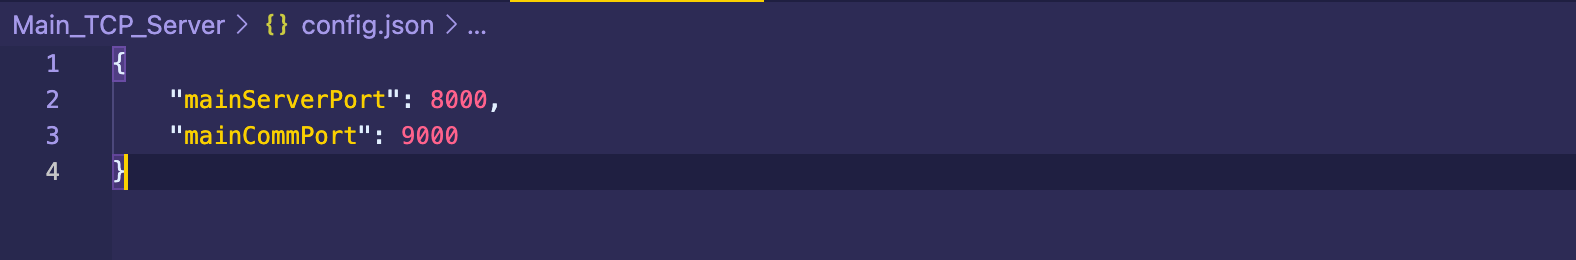 Main_TCP_Server > {} config.json > ...
1 {
2 "mainServerPort": 8000,
3 "mainCommPort": 9000
4 }